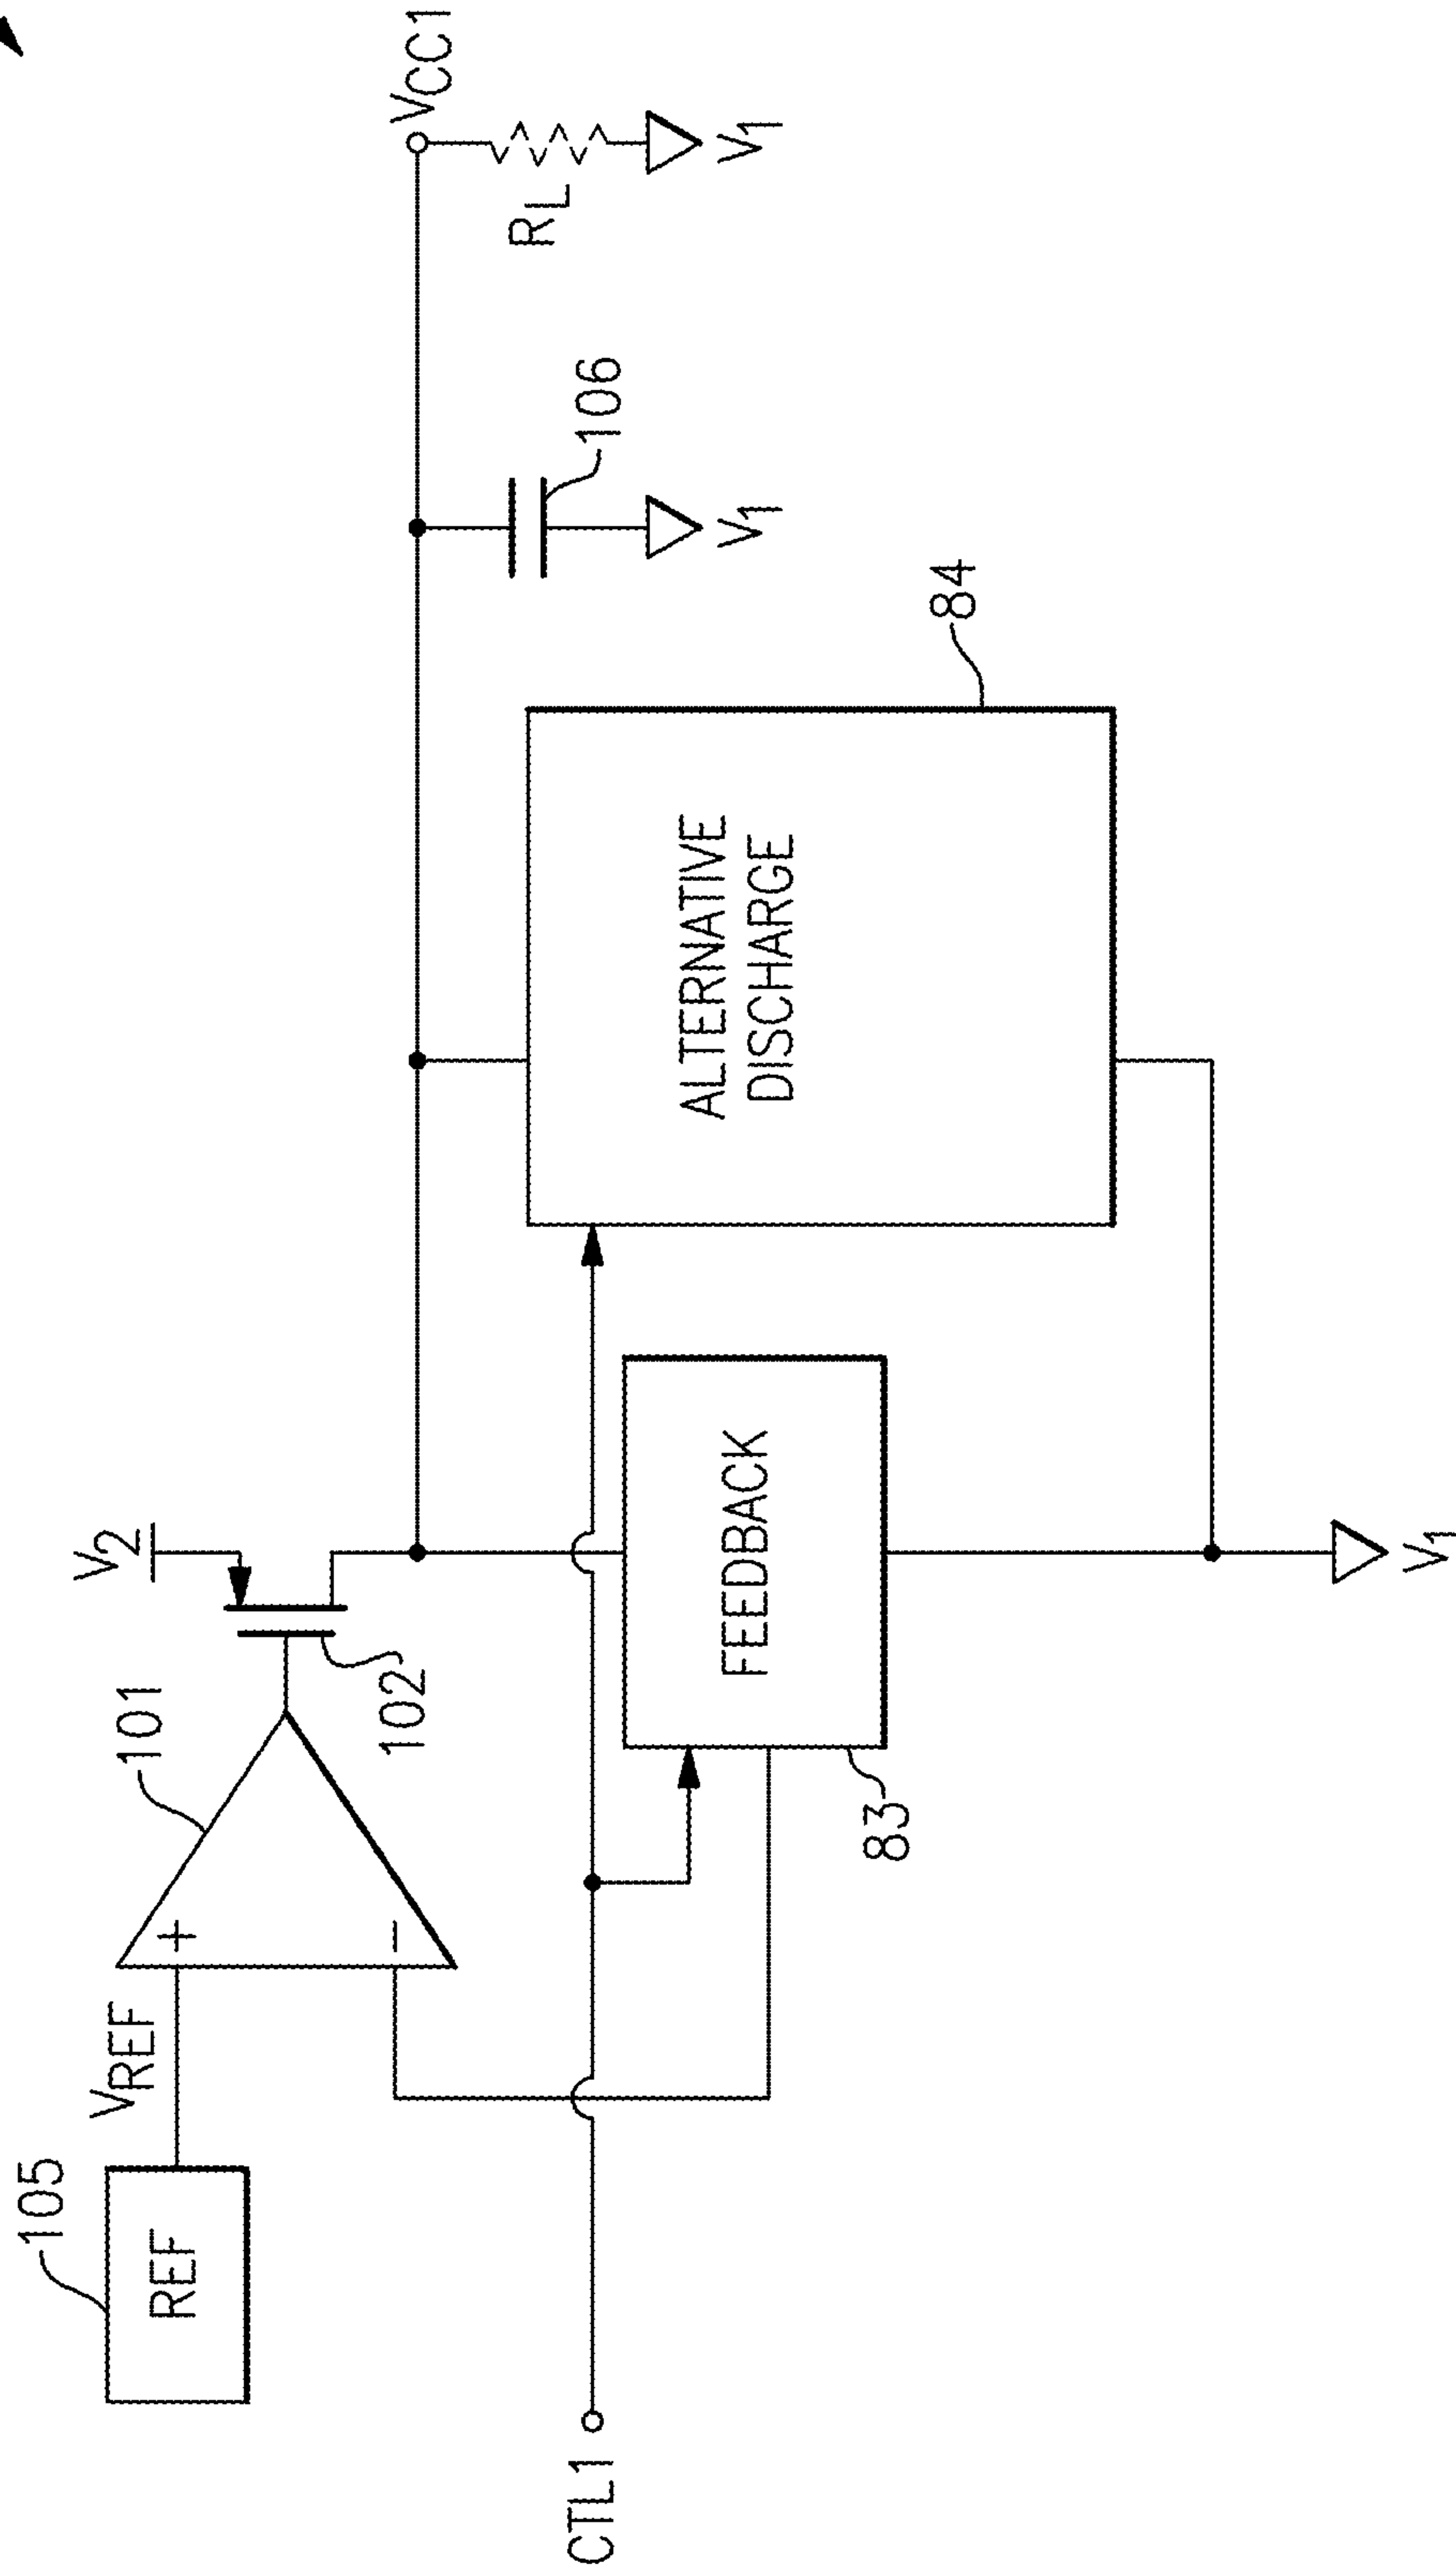 105
REF
VREF
101
V2
102
CTL1
83
FEEDBACK
V1
ALTERNATIVE
DISCHARGE
84
106
V1
VCC1
RL
V1